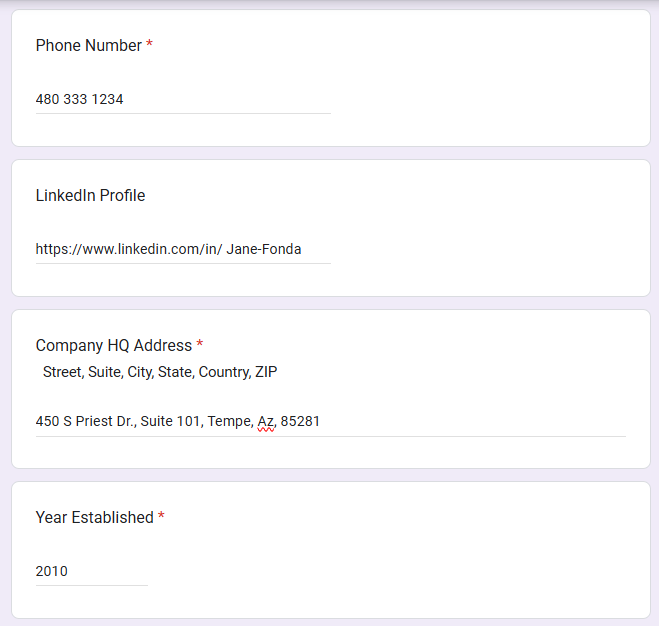 Phone Number *
480 333 1234
LinkedIn Profile
https://www.linkedin.com/in/ Jane-Fonda
Company HQ Address *
Street, Suite, City, State, Country, ZIP
450 S Priest Dr., Suite 101, Tempe, Az, 85281
Year Established *
2010